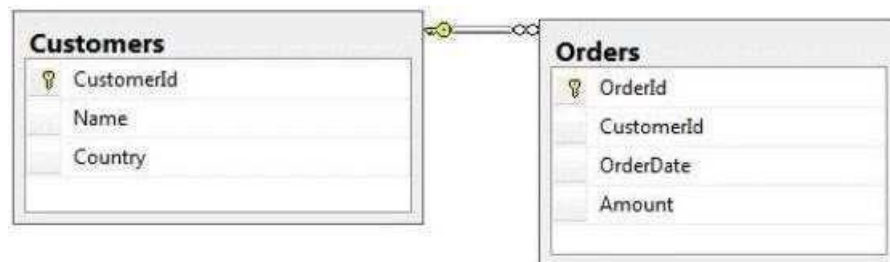 Customers
CustomerId
Name
Country
Orders
OrderId
CustomerId
OrderDate
Amount